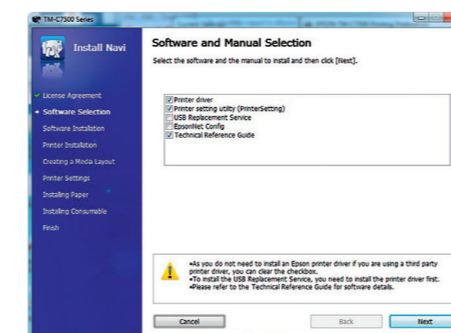 TM-C7500 Series
Install Navi
Software and Manual Selection
Select the software and the manual to install and then click [Next].
License Agreement
Software Selection
Software Installation
Printer Installation
Creating a Media Layout
Printer Settings
Installing Paper
Installing Consumable
Finish
Printer driver
Printer setting utility (PrinterSetting)
USB Replacement Service
EpsonNet Config
Technical Reference Guide
•As you do not need to install an Epson printer driver if you are using a third party
printer driver, you can clear the checkbox.
•To install the USB Replacement Service, you need to install the printer driver first.
•Please refer to the Technical Reference Guide for software details.
Cancel
Back
Next